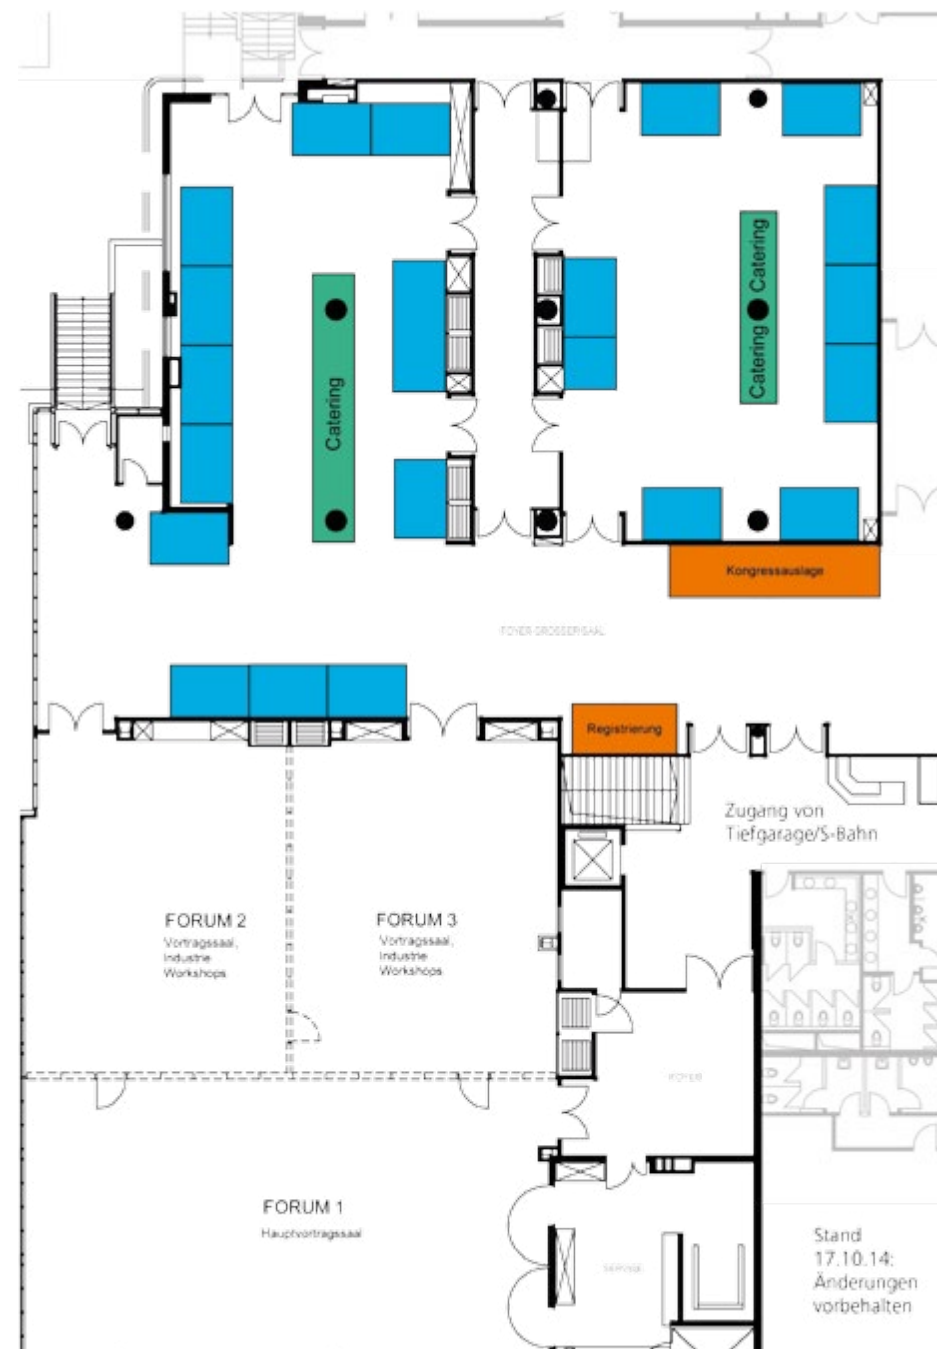 Catering
Catering
Catering
Kongressauslage
FOYER GROSSER SAAL
Registrierung
Zugang von
Tiefgarage/S-Bahn
FORUM 2
Vortragssaal,
Industrie
Workshops
FORUM 3
Vortragssaal,
Industrie
Workshops
FOYER
FORUM 1
Hauptvortragssaal
SERVICE
Stand
17.10.14:
Änderungen
vorbehalten